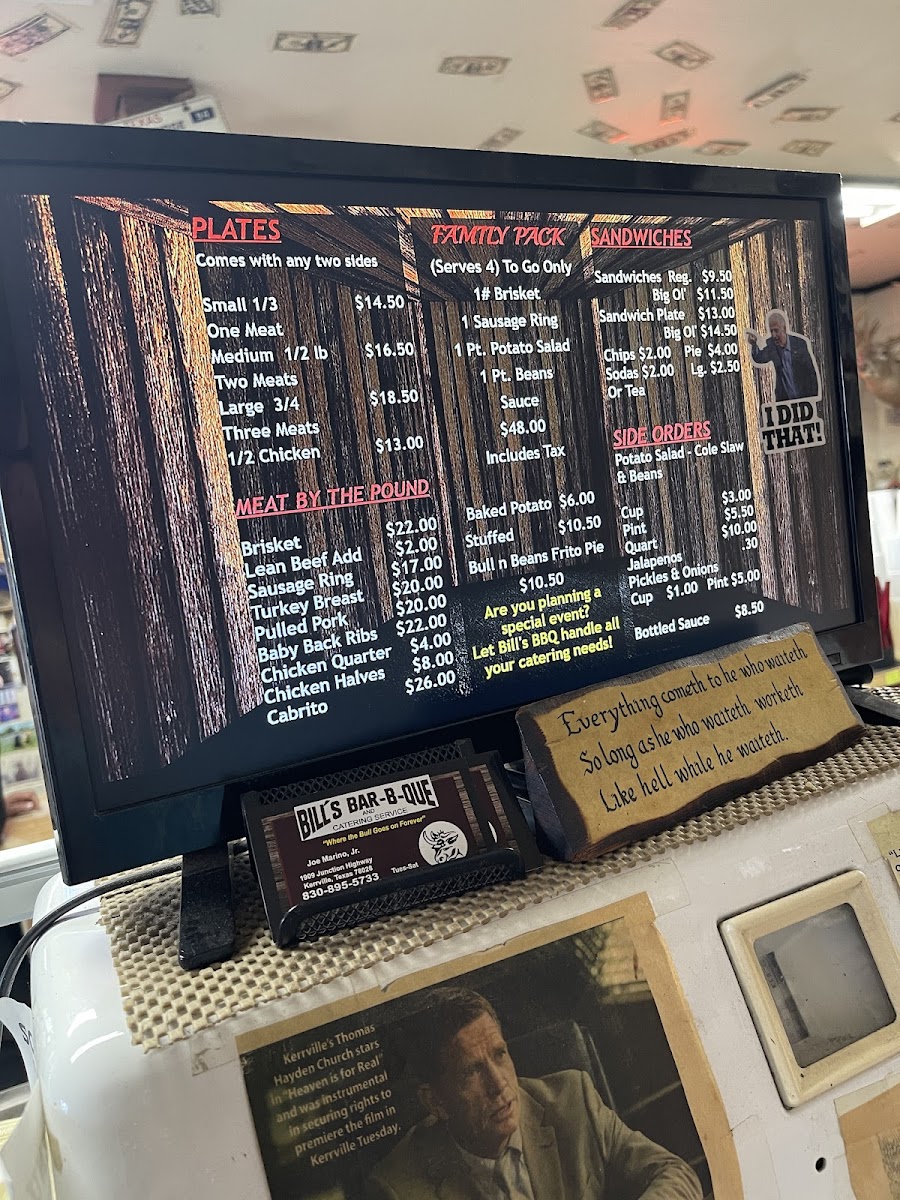 TEXAS
PLATES
Comes with any two sides
Small 1/3 $14.50
One Meat
Medium 1/2 lb $16.50
Two Meats
Large 3/4 $18.50
Three Meats
1/2 Chicken $13.00
MEAT BY THE POUND
Brisket $22.00
Lean Beef Add $2.00
Sausage Ring $17.00
Turkey Breast $20.00
Pulled Pork $20.00
Baby Back Ribs $22.00
Chicken Quarter $4.00
Chicken Halves $8.00
Cabrito $26.00
FAMILY PACK
(Serves 4) To Go Only
1# Brisket
1 Sausage Ring
1 Pt. Potato Salad
1 Pt. Beans
Sauce
$48.00
Includes Tax
Baked Potato $6.00
Stuffed $10.50
Bull n Beans Frito Pie
$10.50
Are you planning a
special event?
Let Bill's BBQ handle all
your catering needs!
SANDWICHES
Sandwiches Reg. $9.50
Big Ol' $11.50
Sandwich Plate $13.00
Big Ol' $14.50
Chips $2.00 Pie $4.00
Sodas $2.00 Lg. $2.50
Or Tea
SIDE ORDERS
Potato Salad - Cole Slaw
& Beans
Cup $3.00
Pint $5.50
Quart $10.00
Jalapenos .30
Pickles & Onions
Cup $1.00 Pint $5.00
Bottled Sauce $8.50
I DID
THAT!
Everything cometh to he who waiteth
So long as he who waiteth worketh
Like hell while he waiteth.
BILL'S BAR-B-QUE
AND
CATERING SERVICE
"Where the Bull Goes on Forever"
Joe Marino, Jr.
1909 Junction Highway
Kerrville, Texas 78028
830-895-5733 Tues-Sat
Kerrville's Thomas
Hayden Church stars
in "Heaven is for Real"
and was instrumental
in securing rights to
premiere the film in
Kerrville Tuesday.